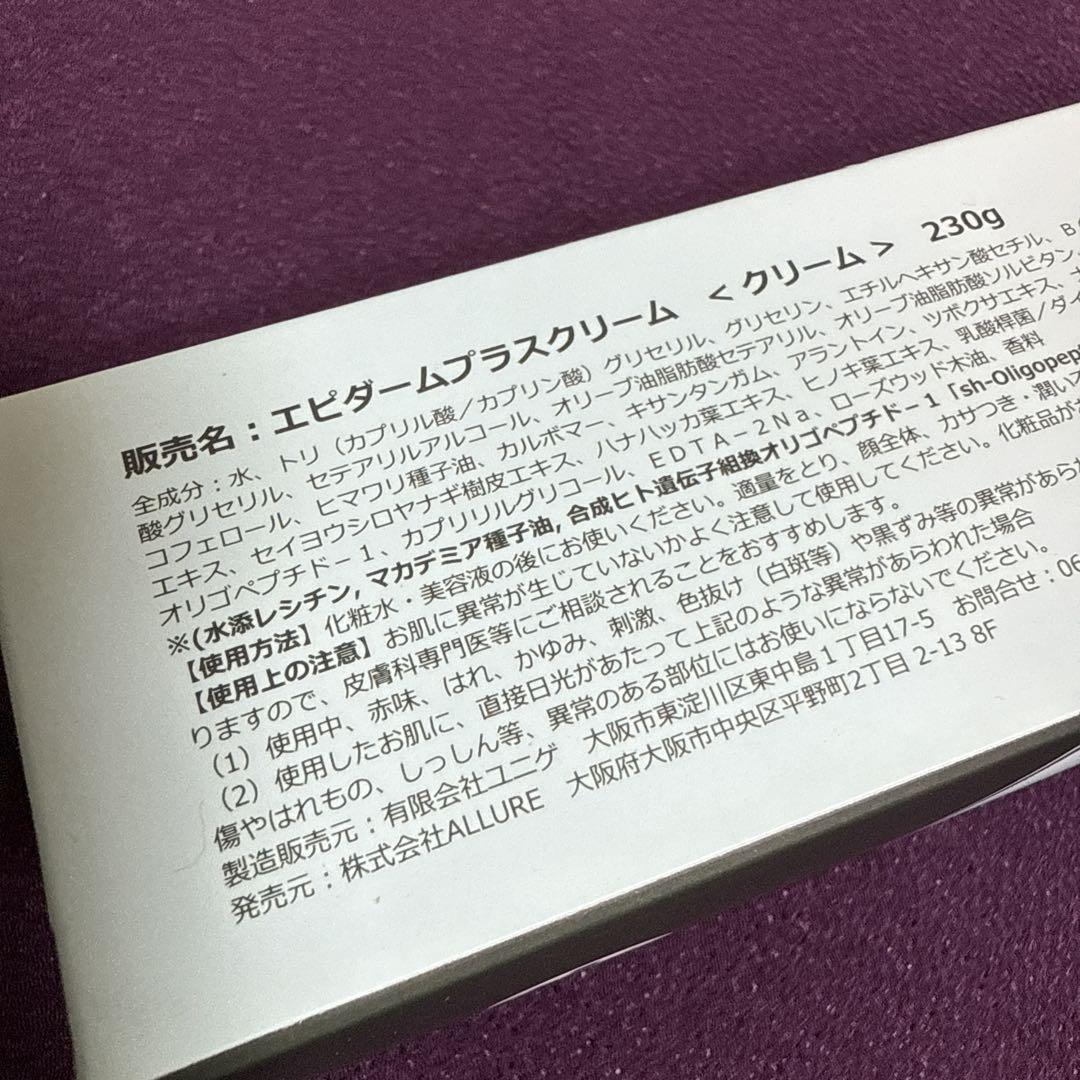 販売名：エピダームプラスクリーム ＜クリーム＞ 230g
全成分：水、トリ（カプリル酸／カプリン酸）グリセリル、グリセリン、エチルヘキサン酸セチル、B
酸グリセリル、セテアリルアルコール、オリーブ油脂肪酸セテアリル、オリーブ油脂肪酸ソルビタン、
コフェロール、ヒマワリ種子油、カルボマー、キサンタンガム、アラントイン、ツボクサエキス、
エキス、セイヨウシロヤナギ樹皮エキス、ハナハッカ葉エキス、ヒノキ葉エキス、乳酸桿菌／ダイ
オリゴペプチド－１、カプリリルグリコール、ＥＤＴＡ－２Ｎａ、ローズウッド木油、香料
※(水添レシチン, マカデミア種子油, 合成ヒト遺伝子組換オリゴペプチド－１「sh-Oligopept
【使用方法】化粧水・美容液の後にお使いください。適量をとり、顔全体、カサつき・潤い
【使用上の注意】お肌に異常が生じていないかよく注意して使用してください。化粧品が
りますので、皮膚科専門医等にご相談されることをおすすめします。
（1）使用中、赤味、はれ、かゆみ、刺激、色抜け（白斑等）や黒ずみ等の異常があら
（2）使用したお肌に、直接日光があたって上記のような異常があらわれた場合
傷やはれもの、しっしん等、異常のある部位にはお使いにならないでください。
製造販売元：有限会社ユニゲ 大阪市東淀川区東中島１丁目17-5 お問合せ：06
発売元：株式会社ALLURE 大阪府大阪市中央区平野町2丁目 2-13 8F